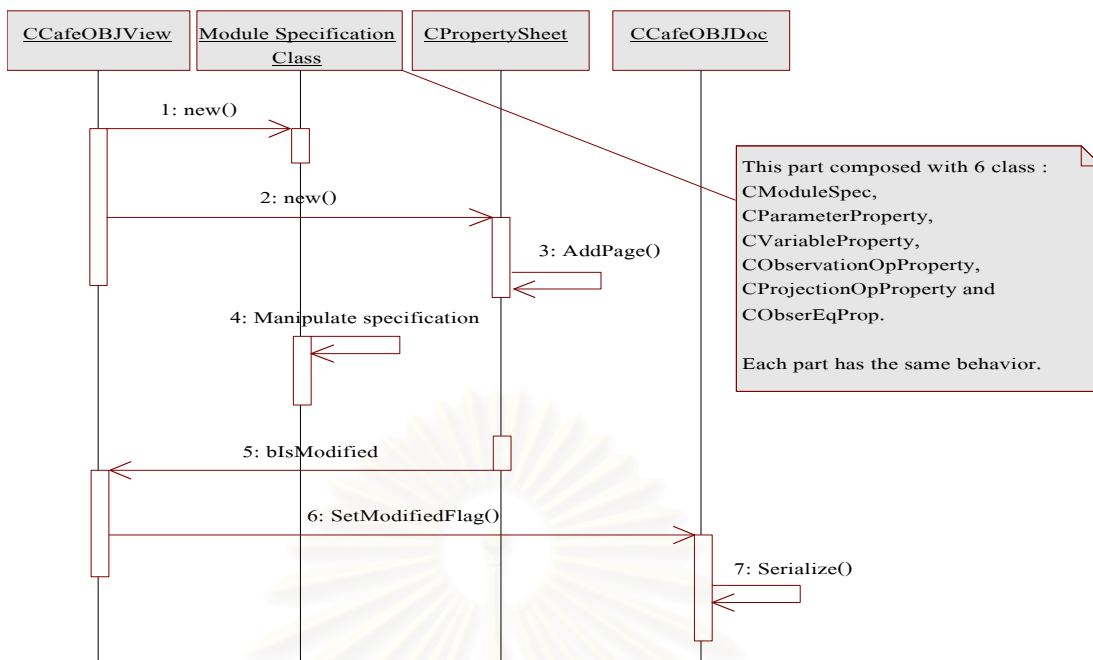 CCafeOBJView
Module Specification
Class
CPropertySheet
CCafeOBJDoc
1: new()
This part composed with 6 class :
CModuleSpec,
CParameterProperty,
CVariableProperty,
CObservationOpProperty,
CProjectionOpProperty and
CObserEqProp.
Each part has the same behavior.
2: new()
3: AddPage()
4: Manipulate specification
5: bIsModified
6: SetModifiedFlag()
7: Serialize()